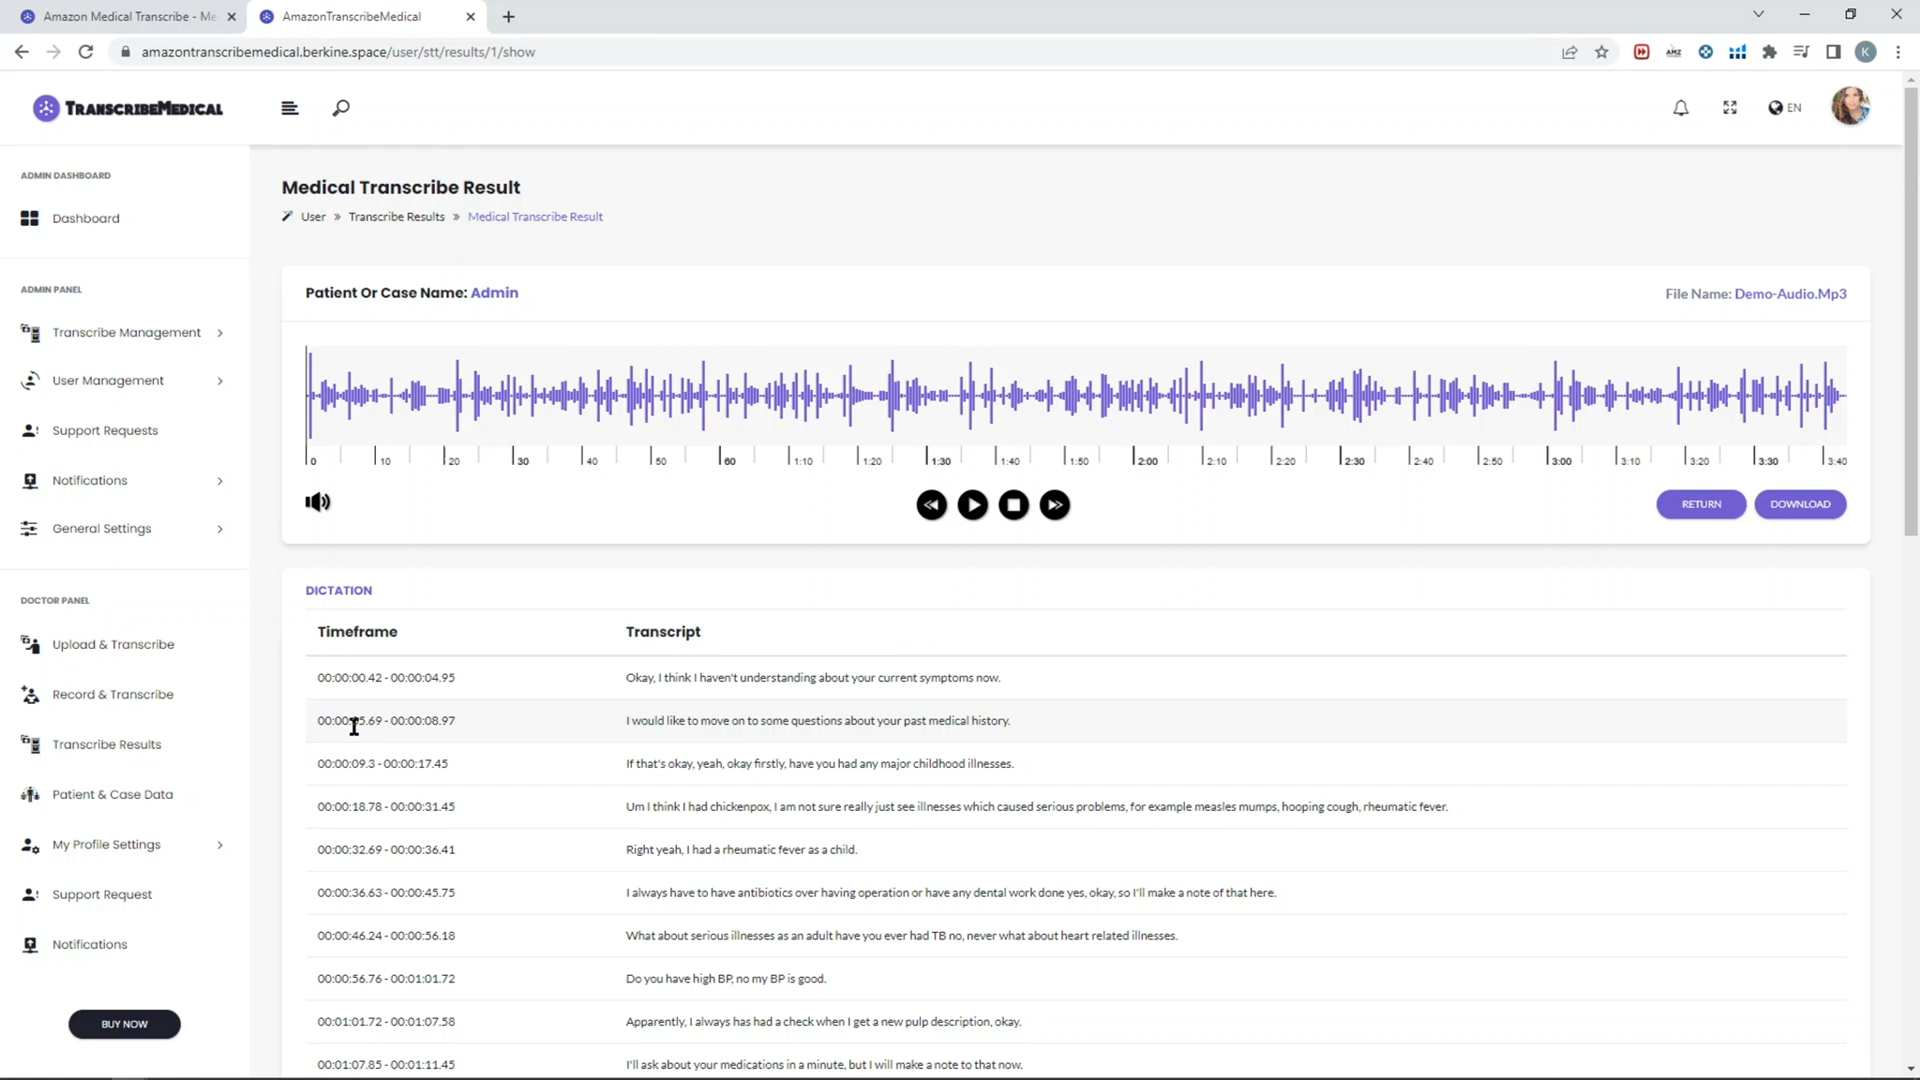 Amazon Medical Transcribe - Me
AmazonTranscribeMedical
amazontranscribemedical.berkine.space/user/stt/results/1/show
AMZ
K
TRANSCRIBEMEDICAL
EN
ADMIN DASHBOARD
Dashboard
ADMIN PANEL
Transcribe Management
User Management
Support Requests
Notifications
General Settings
DOCTOR PANEL
Upload & Transcribe
Record & Transcribe
Transcribe Results
Patient & Case Data
My Profile Settings
Support Request
Notifications
BUY NOW
Medical Transcribe Result
User » Transcribe Results » Medical Transcribe Result
Patient Or Case Name: Admin
File Name: Demo-Audio.Mp3
0 10 20 30 40 50 60 1:10 1:20 1:30 1:40 1:50 2:00 2:10 2:20 2:30 2:40 2:50 3:00 3:10 3:20 3:30 3:40
RETURN DOWNLOAD
DICTATION
Timeframe Transcript
00:00:00.42 - 00:00:04.95 Okay, I think I haven't understanding about your current symptoms now.
00:00:05.69 - 00:00:08.97 I would like to move on to some questions about your past medical history.
00:00:09.3 - 00:00:17.45 If that's okay, yeah, okay firstly, have you had any major childhood illnesses.
00:00:18.78 - 00:00:31.45 Um I think I had chickenpox, I am not sure really just see illnesses which caused serious problems, for example measles mumps, hooping cough, rheumatic fever.
00:00:32.69 - 00:00:36.41 Right yeah, I had a rheumatic fever as a child.
00:00:36.63 - 00:00:45.75 I always have to have antibiotics over having operation or have any dental work done yes, okay, so I'll make a note of that here.
00:00:46.24 - 00:00:56.18 What about serious illnesses as an adult have you ever had TB no, never what about heart related illnesses.
00:00:56.76 - 00:01:01.72 Do you have high BP, no my BP is good.
00:01:01.72 - 00:01:07.58 Apparently, I always has had a check when I get a new pulp description, okay.
00:01:07.85 - 00:01:11.45 I'll ask about your medications in a minute, but I will make a note to that now.